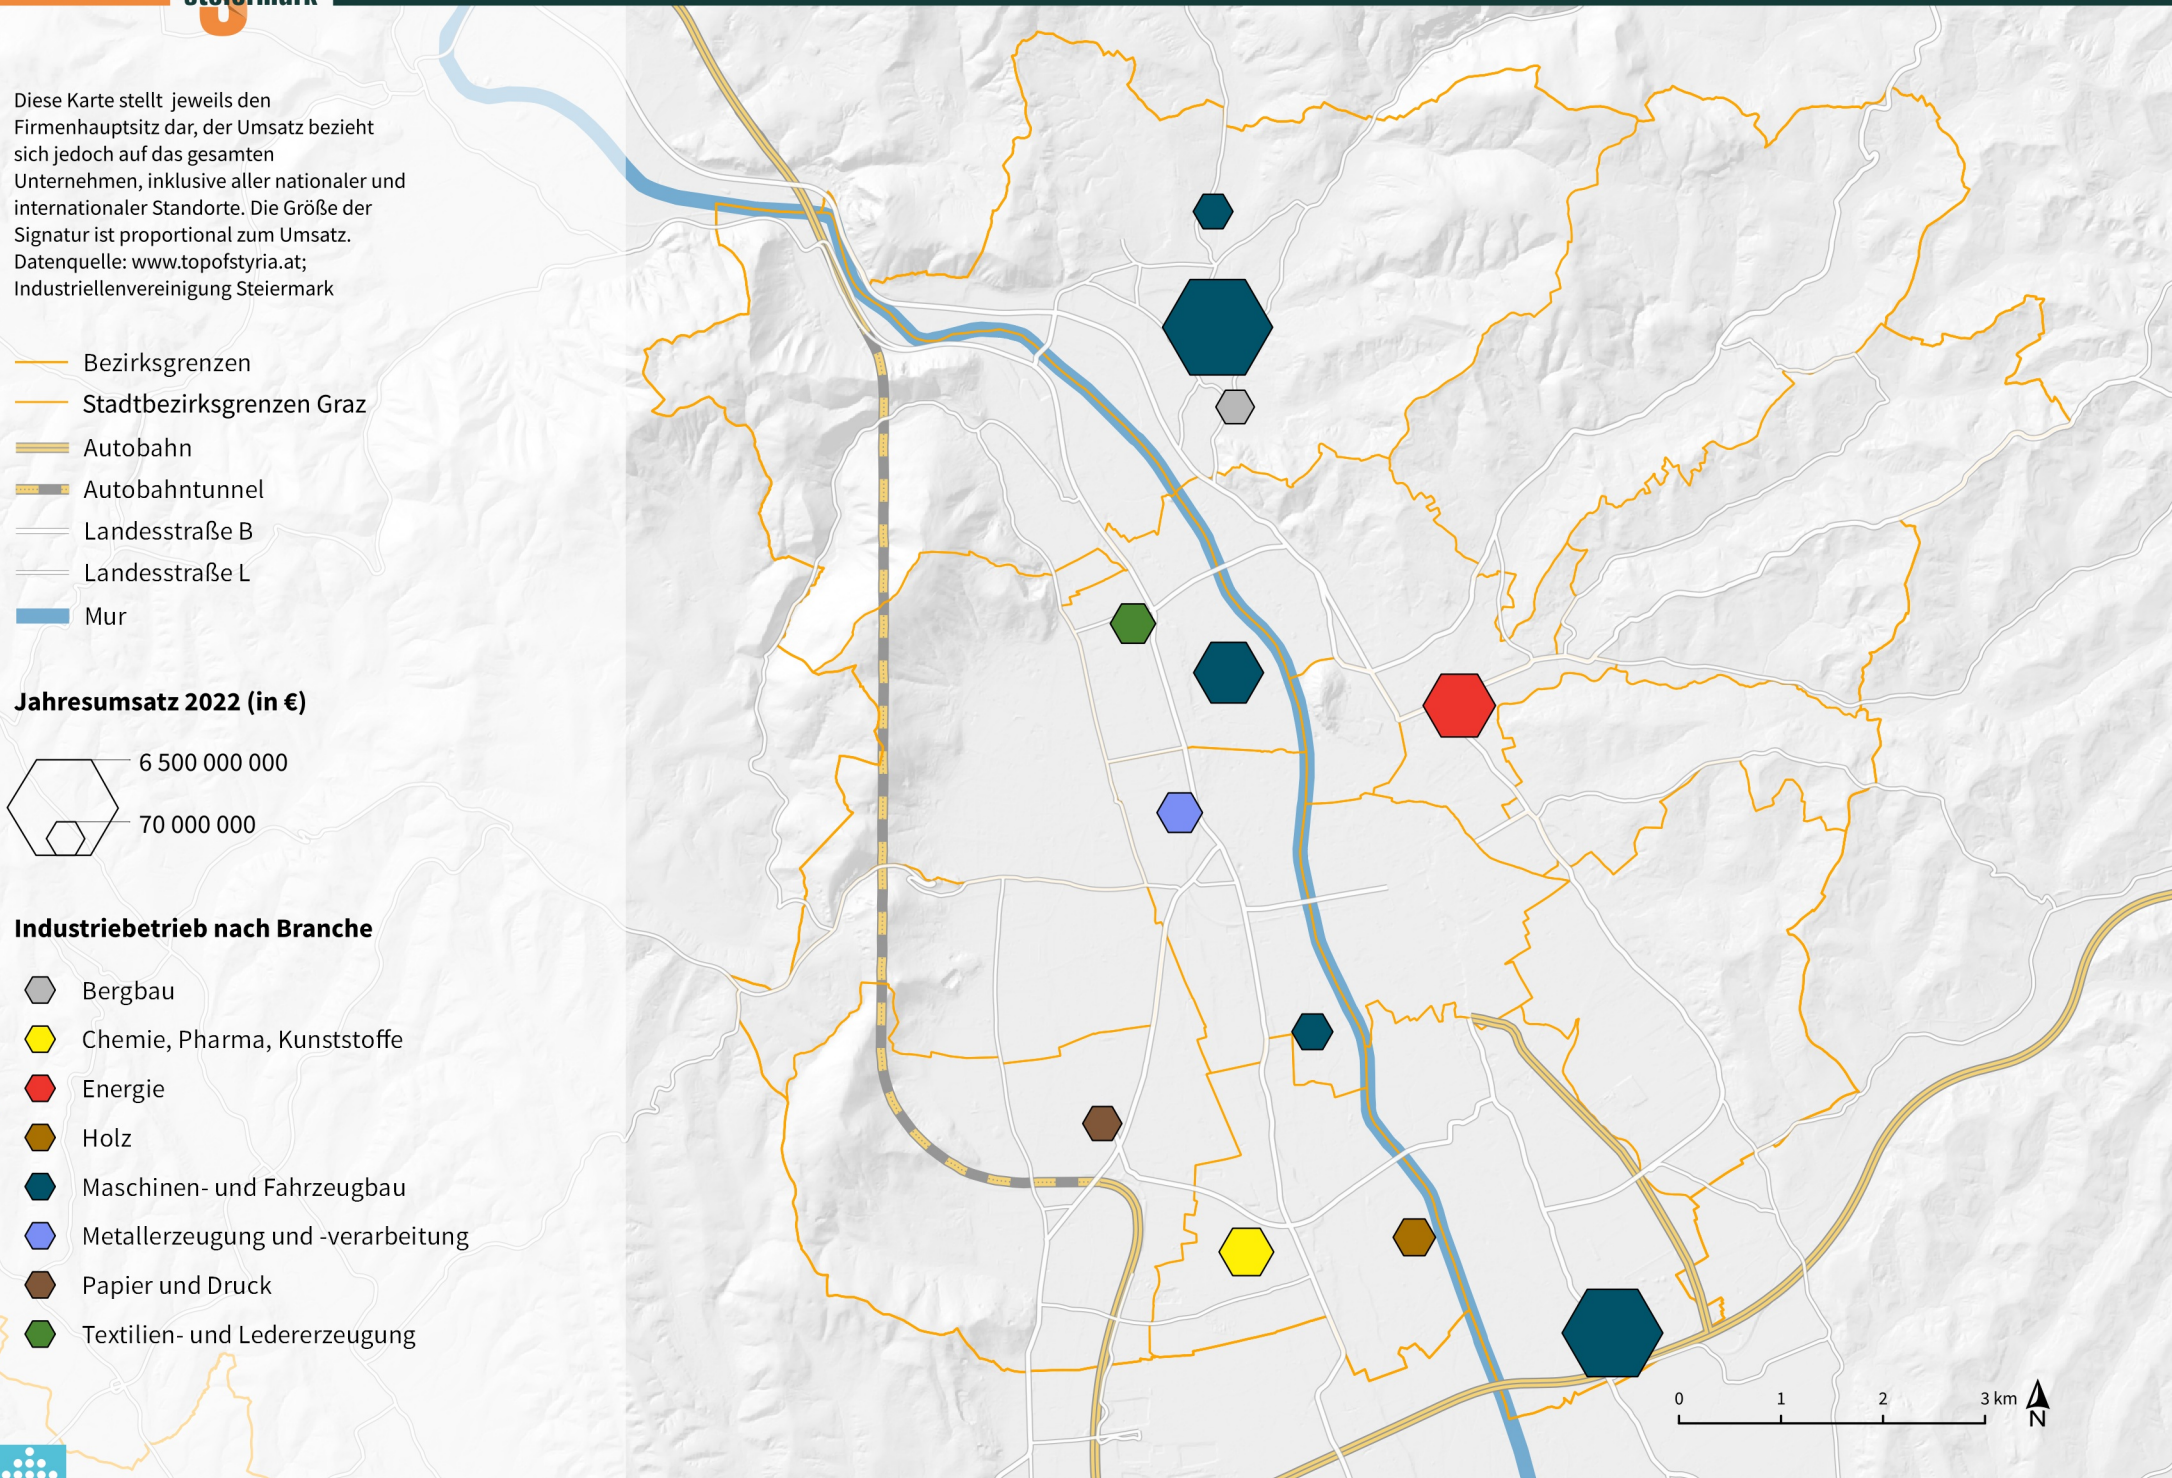 Diese Karte stellt jeweils den
Firmenhauptsitz dar, der Umsatz bezieht
sich jedoch auf das gesamten
Unternehmen, inklusive aller nationaler und
internationaler Standorte. Die Größe der
Signatur ist proportional zum Umsatz.
Datenquelle: www.topofstyria.at;
Industriellenvereinigung Steiermark
Bezirksgrenzen
Stadtbezirksgrenzen Graz
Autobahn
Autobahntunnel
Landesstraße B
Landesstraße L
Mur
Jahresumsatz 2022 (in €)
6 500 000 000
70 000 000
Industriebetrieb nach Branche
Bergbau
Chemie, Pharma, Kunststoffe
Energie
Holz
Maschinen- und Fahrzeugbau
Metallerzeugung und -verarbeitung
Papier und Druck
Textilien- und Ledererzeugung
0 1 2 3 km
N